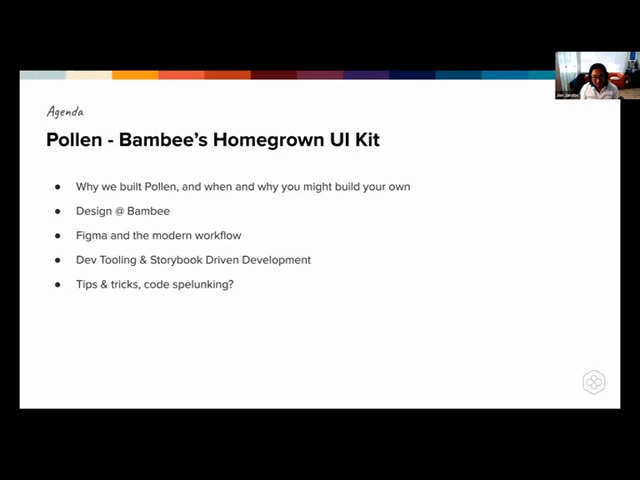 Agenda
Pollen - Bambee's Homegrown UI Kit
● Why we built Pollen, and when and why you might build your own
● Design @ Bambee
● Figma and the modern workflow
● Dev Tooling & Storybook Driven Development
● Tips & tricks, code spelunking?